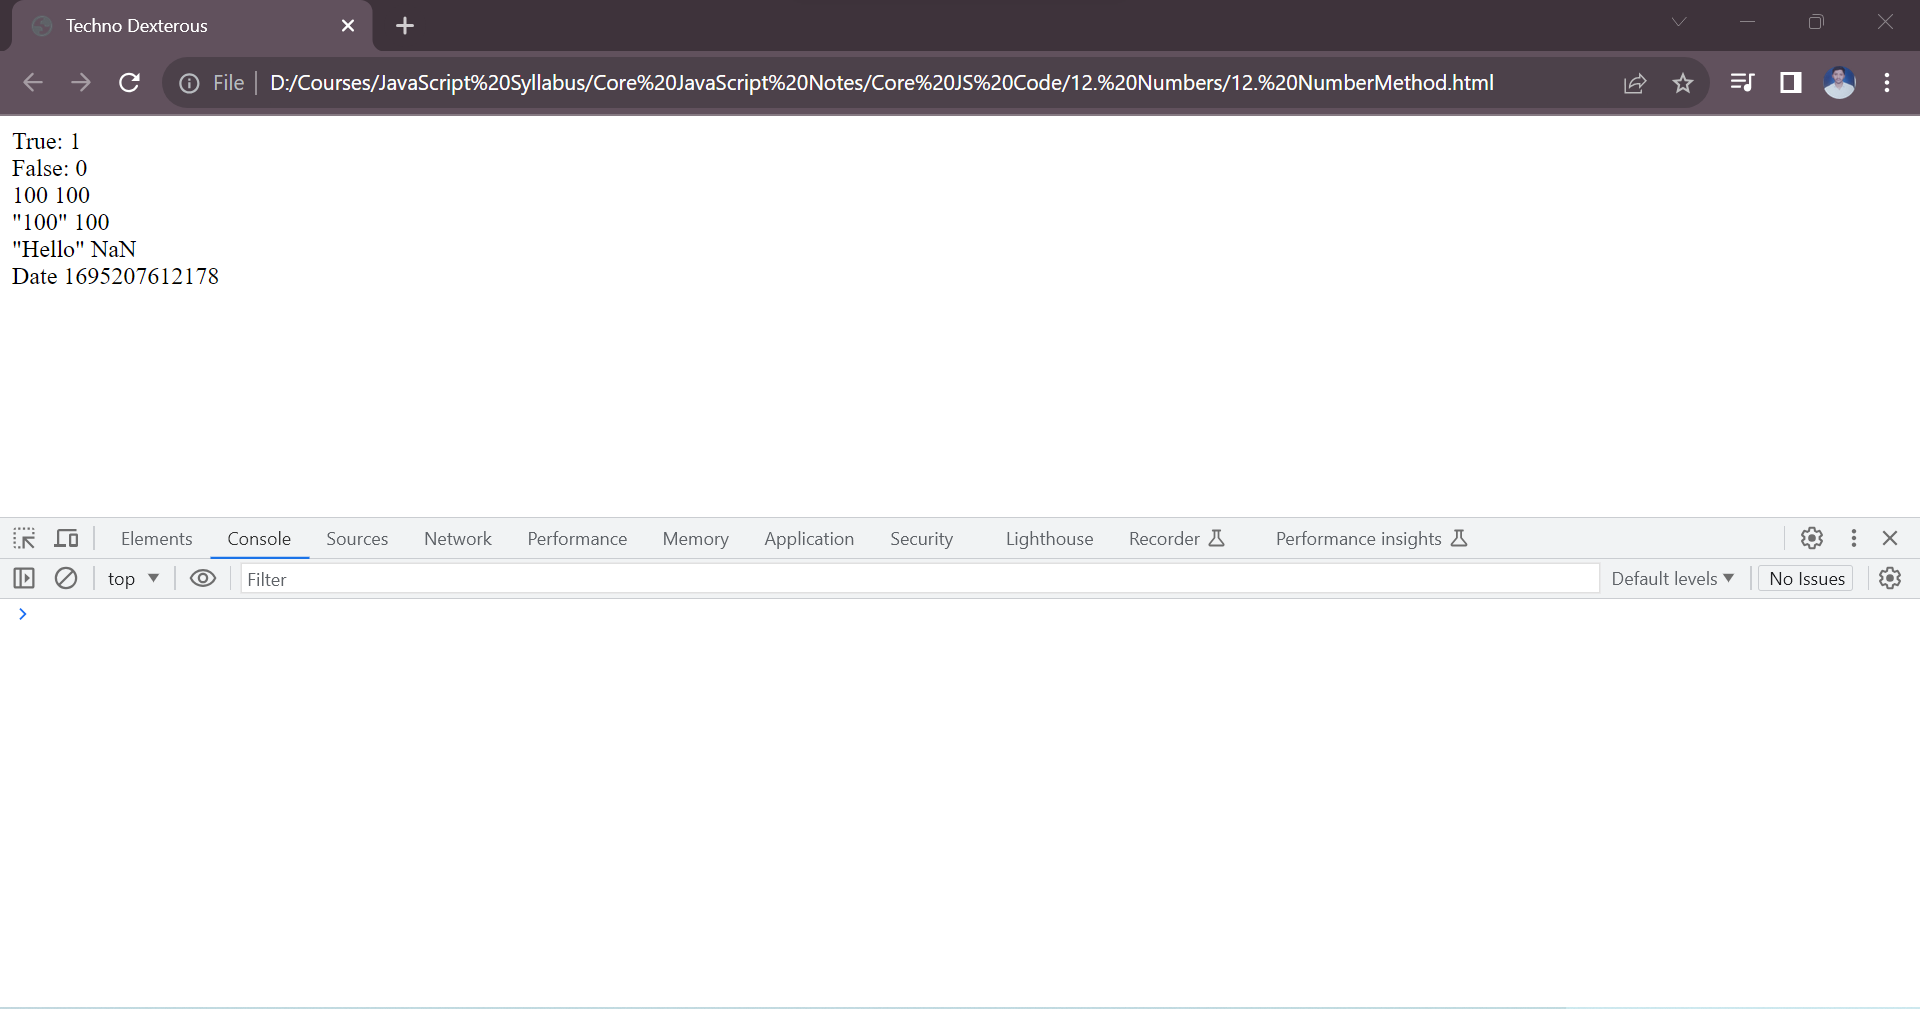 Techno Dexterous
File D:/Courses/JavaScript%20Syllabus/Core%20JavaScript%20Notes/Core%20JS%20Code/12.%20Numbers/12.%20NumberMethod.html
True: 1
False: 0
100 100
"100" 100
"Hello" NaN
Date 1695207612178
Elements Console Sources Network Performance Memory Application Security Lighthouse Recorder Performance insights
top Filter Default levels No Issues